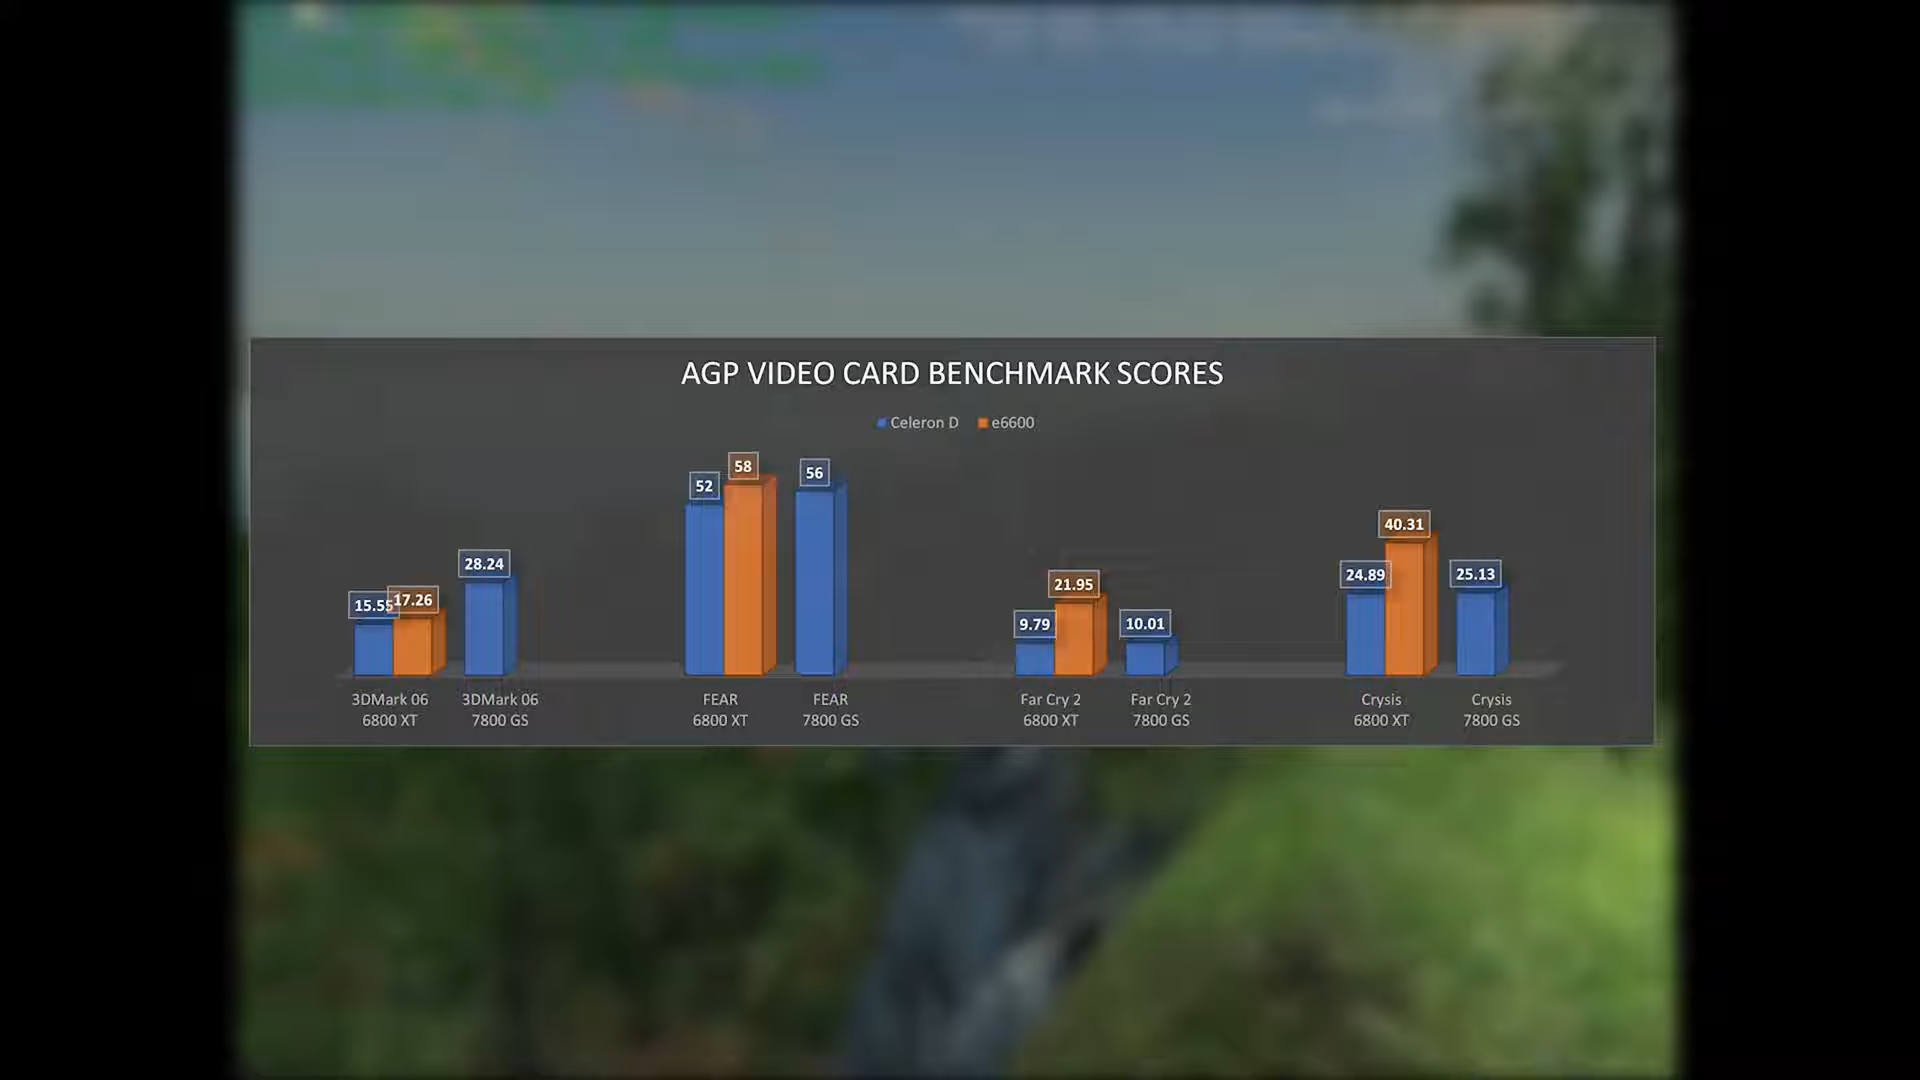 AGP VIDEO CARD BENCHMARK SCORES
Celeron D e6600
15.55 17.26 28.24 52 58 56 9.79 21.95 10.01 24.89 40.31 25.13
3DMark 06 3DMark 06 FEAR FEAR Far Cry 2 Far Cry 2 Crysis Crysis
6800 XT 7800 GS 6800 XT 7800 GS 6800 XT 7800 GS 6800 XT 7800 GS